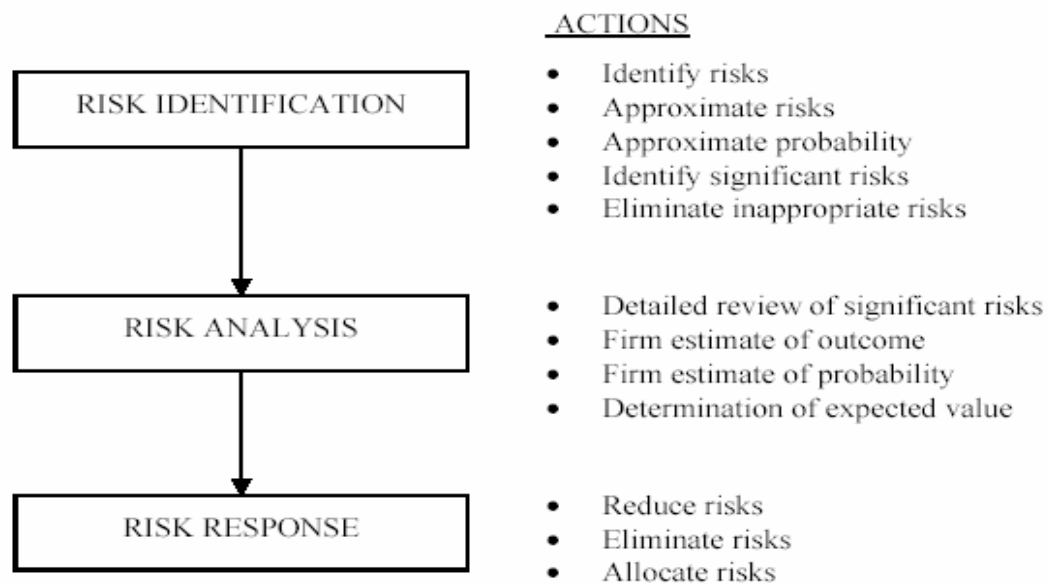 ACTIONS
RISK IDENTIFICATION
• Identify risks
• Approximate risks
• Approximate probability
• Identify significant risks
• Eliminate inappropriate risks
RISK ANALYSIS
• Detailed review of significant risks
• Firm estimate of outcome
• Firm estimate of probability
• Determination of expected value
RISK RESPONSE
• Reduce risks
• Eliminate risks
• Allocate risks